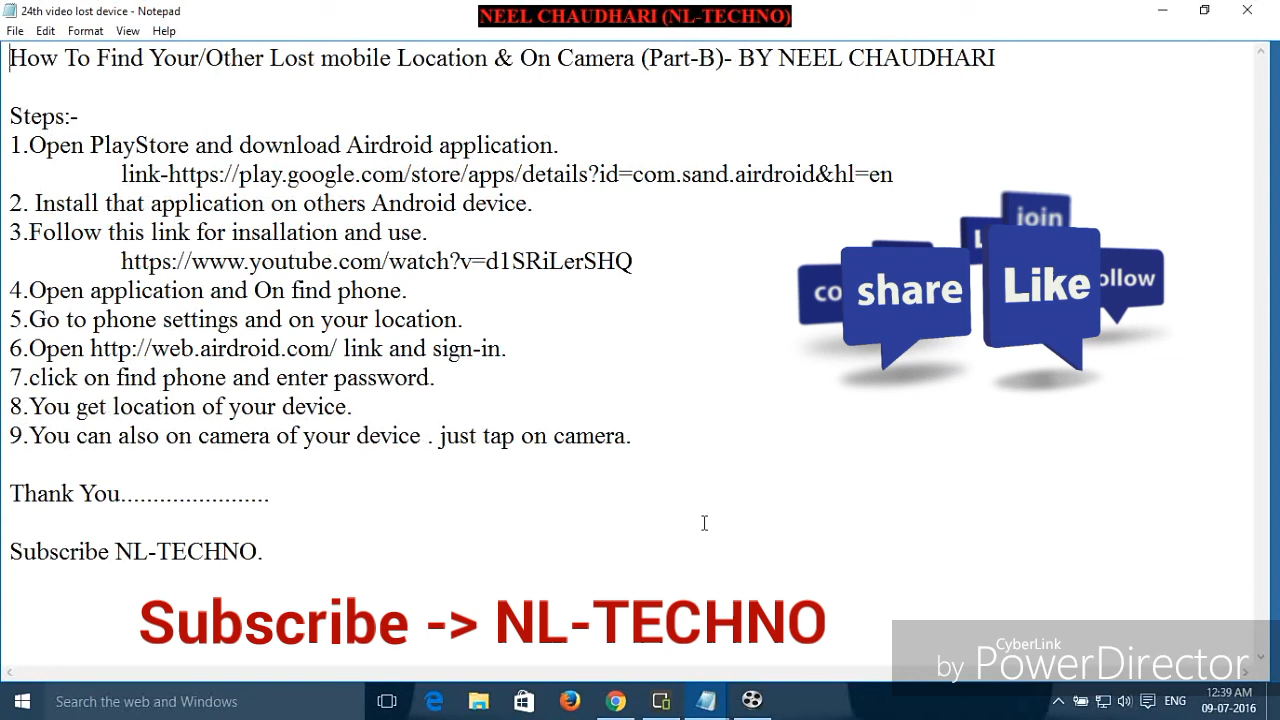 24th video lost device - Notepad
NEEL CHAUDHARI (NL-TECHNO)
File Edit Format View Help
How To Find Your/Other Lost mobile Location & On Camera (Part-B)- BY NEEL CHAUDHARI
Steps:-
1.Open PlayStore and download Airdroid application.
link-https://play.google.com/store/apps/details?id=com.sand.airdroid&hl=en
2. Install that application on others Android device.
3.Follow this link for insallation and use.
https://www.youtube.com/watch?v=d1SRiLerSHQ
4.Open application and On find phone.
5.Go to phone settings and on your location.
6.Open http://web.airdroid.com/ link and sign-in.
7.click on find phone and enter password.
8.You get location of your device.
9.You can also on camera of your device . just tap on camera.
join
share
Like
Thank You.......................
Subscribe NL-TECHNO.
Subscribe -> NL-TECHNO
CyberLink
by PowerDirector
Search the web and Windows
ENG
12:39 AM
09-07-2016